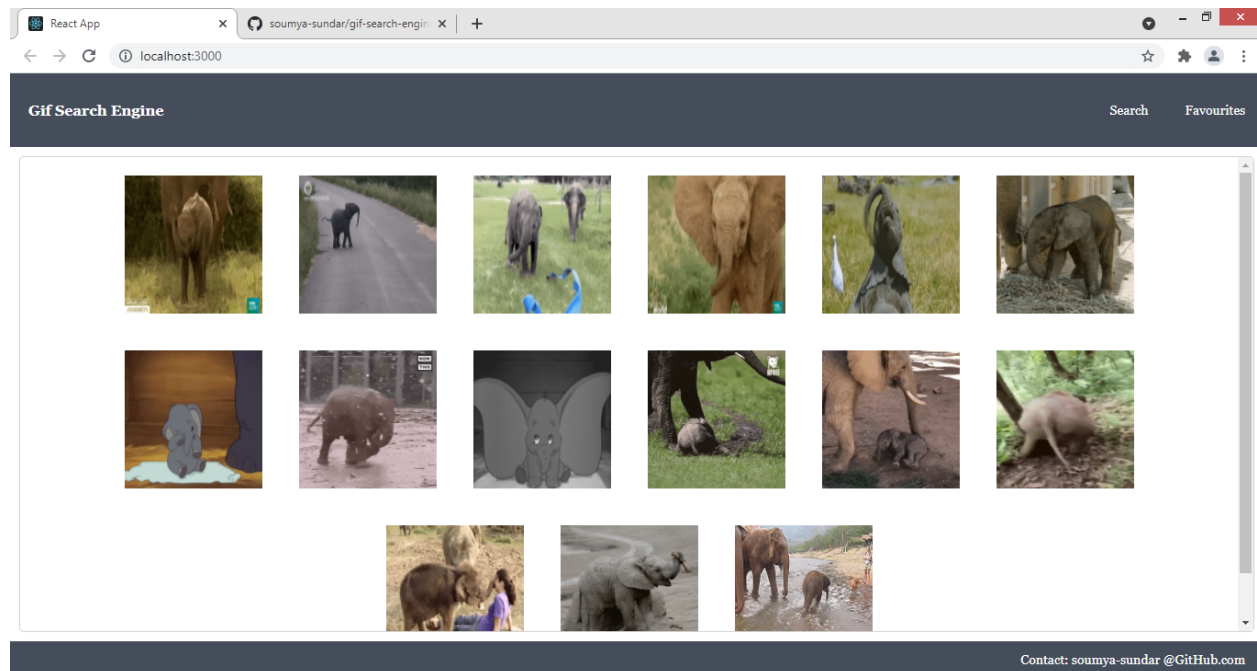 React App
soumya-sundar/gif-search-engin
localhost:3000
Gif Search Engine
Search
Favourites
Contact: soumya-sundar @GitHub.com